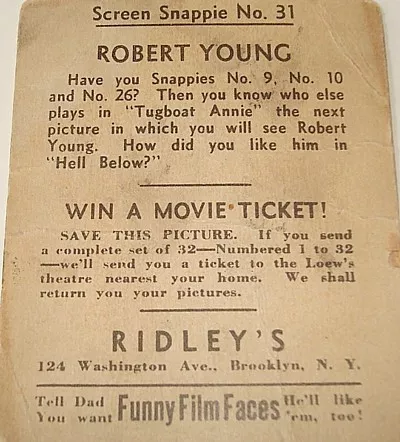 Screen Snappie No. 31
ROBERT YOUNG
Have you Snappies No. 9, No. 10
and No. 26? Then you know who else
plays in "Tugboat Annie" the next
picture in which you will see Robert
Young. How did you like him in
"Hell Below?"
WIN A MOVIE TICKET!
SAVE THIS PICTURE. If you send
a complete set of 32—Numbered 1 to 32
—we'll send you a ticket to the Loew's
theatre nearest your home. We shall
return you your pictures.
RIDLEY'S
124 Washington Ave., Brooklyn, N. Y.
Tell Dad
You want
Funny Film Faces
He'll like
'em, too!